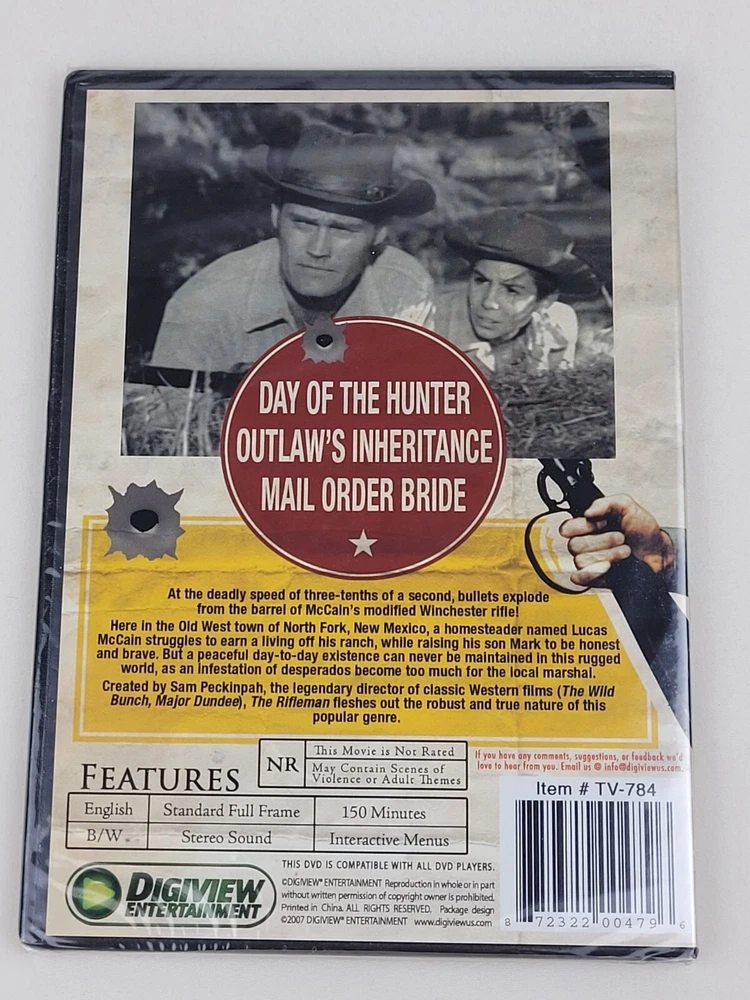 DAY OF THE HUNTER
OUTLAW'S INHERITANCE
MAIL ORDER BRIDE
At the deadly speed of three-tenths of a second, bullets explode
from the barrel of McCain's modified Winchester rifle!
Here in the Old West town of North Fork, New Mexico, a homesteader named Lucas
McCain struggles to earn a living off his ranch, while raising his son Mark to be honest
and brave. But a peaceful day-to-day existence can never be maintained in this rugged
world, as an infestation of desperados become too much for the local marshal.
Created by Sam Peckinpah, the legendary director of classic Western films (The Wild
Bunch, Major Dundee), The Rifleman fleshes out the robust and true nature of this
popular genre.
FEATURES
NR
This Movie is Not Rated
May Contain Scenes of
Violence or Adult Themes
If you have any comments, suggestions, or feedback we'd
love to hear from you. Email us @ info@digiviewus.com.
English
Standard Full Frame
150 Minutes
B/W
Stereo Sound
Interactive Menus
Item # TV-784
8 72322 00479 6
DIGIVIEW
ENTERTAINMENT
THIS DVD IS COMPATIBLE WITH ALL DVD PLAYERS.
©DIGIVIEW™ ENTERTAINMENT Reproduction in whole or in part
without written permission of copyright owner is prohibited.
Printed in China. ALL RIGHTS RESERVED. Package design
©2007 DIGIVIEW™ ENTERTAINMENT www.digiviewus.com